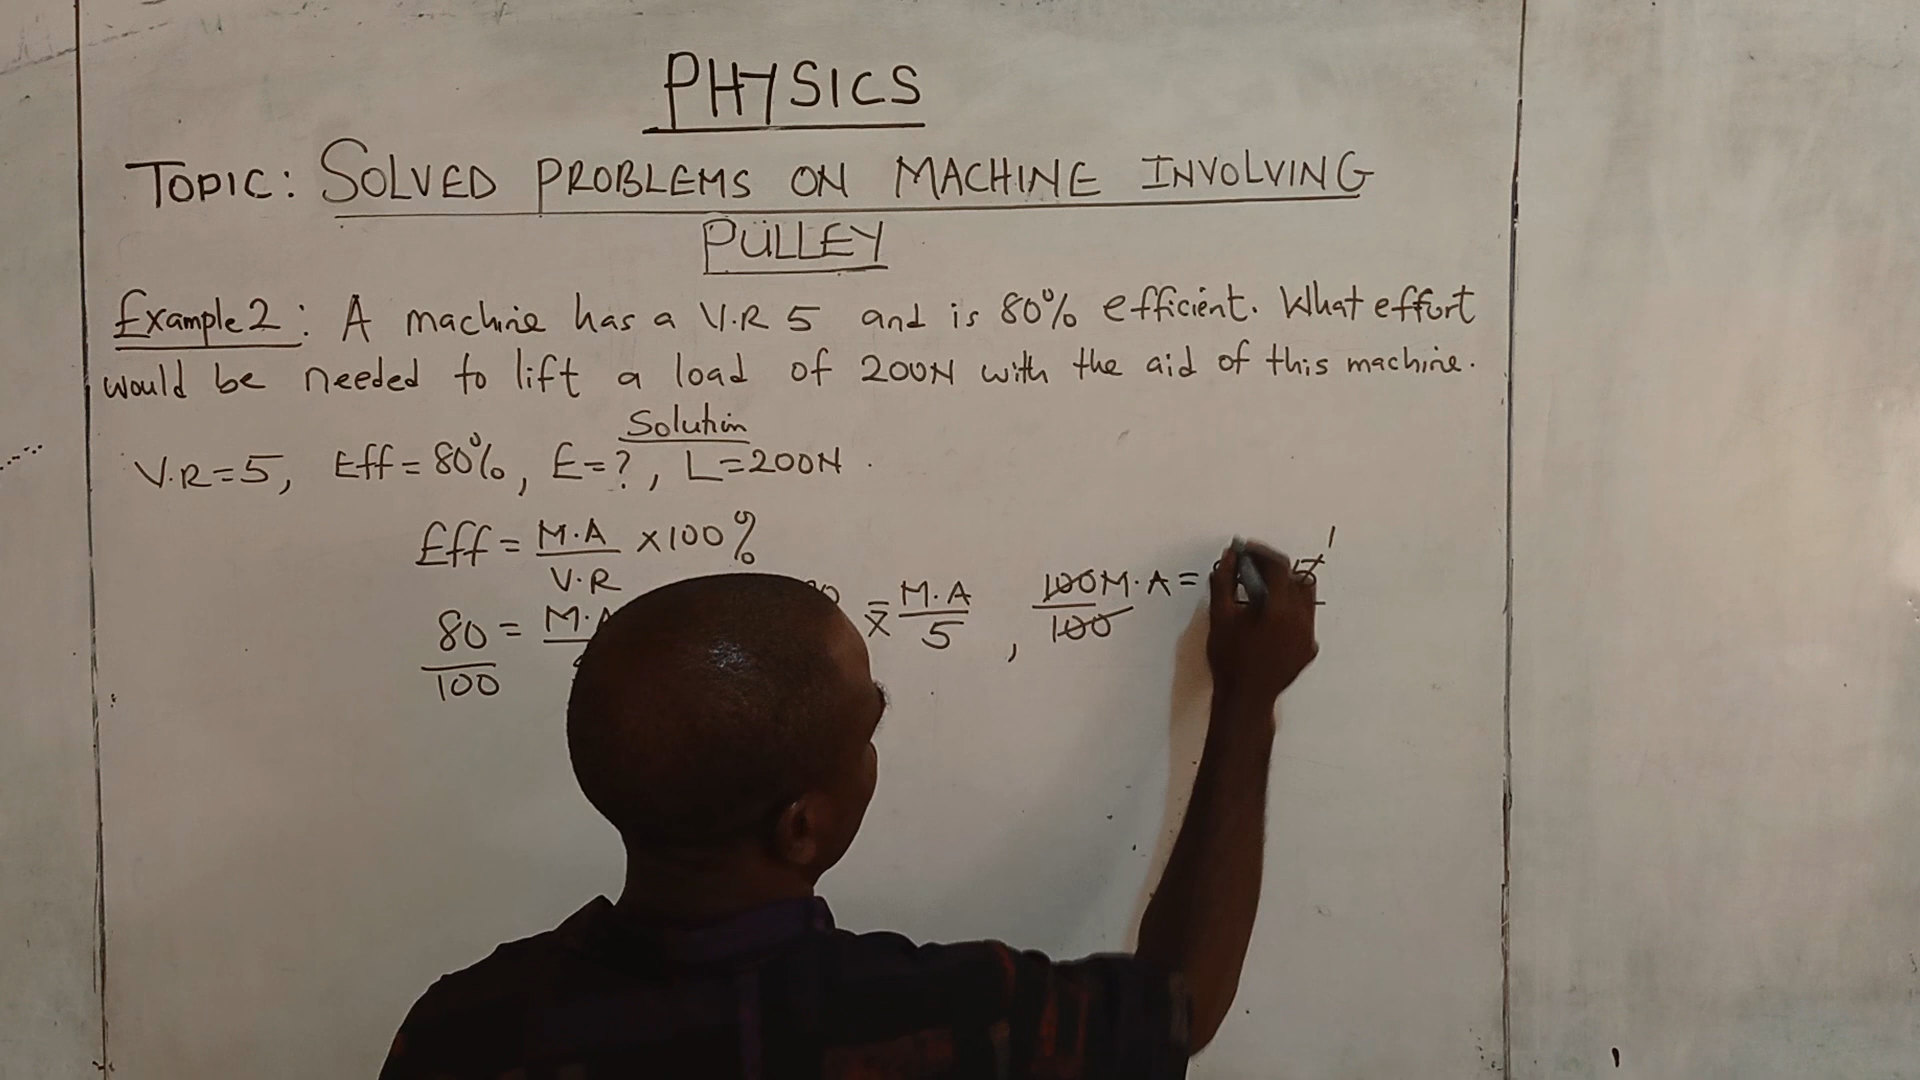 PHYSICS
TOPIC: SOLVED PROBLEMS ON MACHINE INVOLVING
PULLEY
Example 2: A machine has a V.R 5 and is 80% efficient. What effort
would be needed to lift a load of 200N with the aid of this machine.
Solution
V.R=5, Eff=80%, E=?, L=200N.
Eff = M.A/V.R x100%
80/100 = M.A
= M.A/5, 100M.A/100 = 5 1